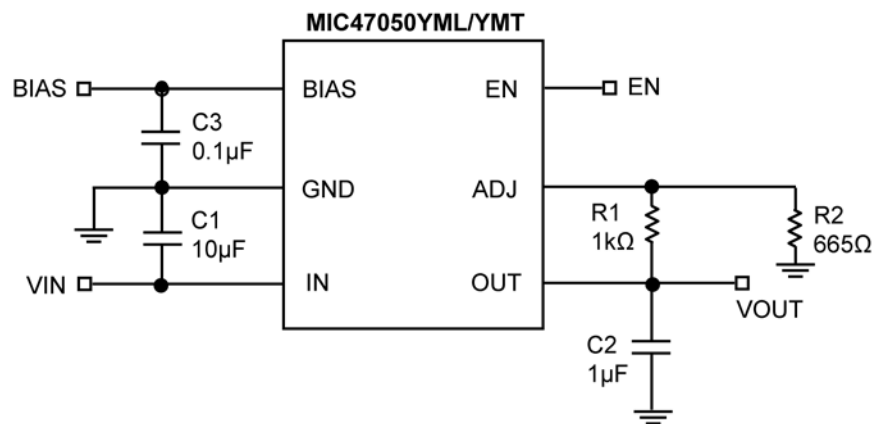 MIC47050YML/YMT
BIAS
BIAS
EN
EN
C3
0.1µF
GND
ADJ
C1
10µF
R1
1kΩ
R2
665Ω
VIN
IN
OUT
VOUT
C2
1µF